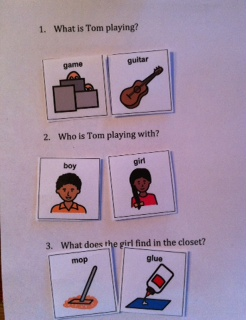 1. What is Tom playing?
game guitar
2. Who is Tom playing with?
boy girl
3. What does the girl find in the closet?
mop glue